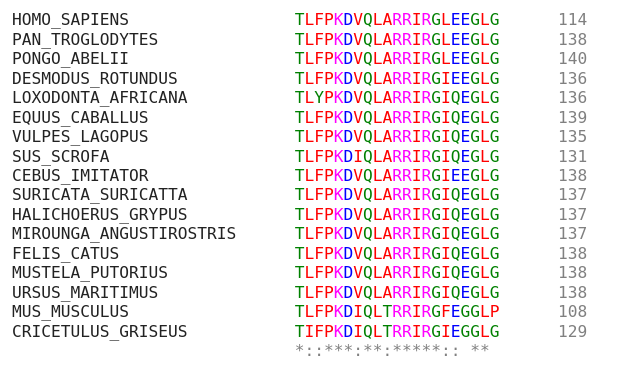 HOMO_SAPIENS TLFPKDVQLARRIRGLEEGLG 114
PAN_TROGLODYTES TLFPKDVQLARRIRGLEEGLG 138
PONGO_ABELII TLFPKDVQLARRIRGLEEGLG 140
DESMODUS_ROTUNDUS TLFPKDVQLARRIRGIEEGLG 136
LOXODONTA_AFRICANA TLYPKDVQLARRIRGIQEGLG 136
EQUUS_CABALLUS TLFPKDVQLARRIRGIQEGLG 139
VULPES_LAGOPUS TLFPKDVQLARRIRGIQEGLG 135
SUS_SCROFA TLFPKDIQLARRIRGIQEGLG 131
CEBUS_IMITATOR TLFPKDVQLARRIRGIEEGLG 138
SURICATA_SURICATTA TLFPKDVQLARRIRGIQEGLG 137
HALICHOERUS_GRYPUS TLFPKDVQLARRIRGIQEGLG 137
MIROUNGA_ANGUSTIROSTRIS TLFPKDVQLARRIRGIQEGLG 137
FELIS_CATUS TLFPKDVQLARRIRGIQEGLG 138
MUSTELA_PUTORIUS TLFPKDVQLARRIRGIQEGLG 138
URSUS_MARITIMUS TLFPKDVQLARRIRGIQEGLG 138
MUS_MUSCULUS TLFPKDIQLTRRIRGFEGGLP 108
CRICETULUS_GRISEUS TIFPKDIQLTRRIRGIEGGLG 129
*::***:**:*****:: **